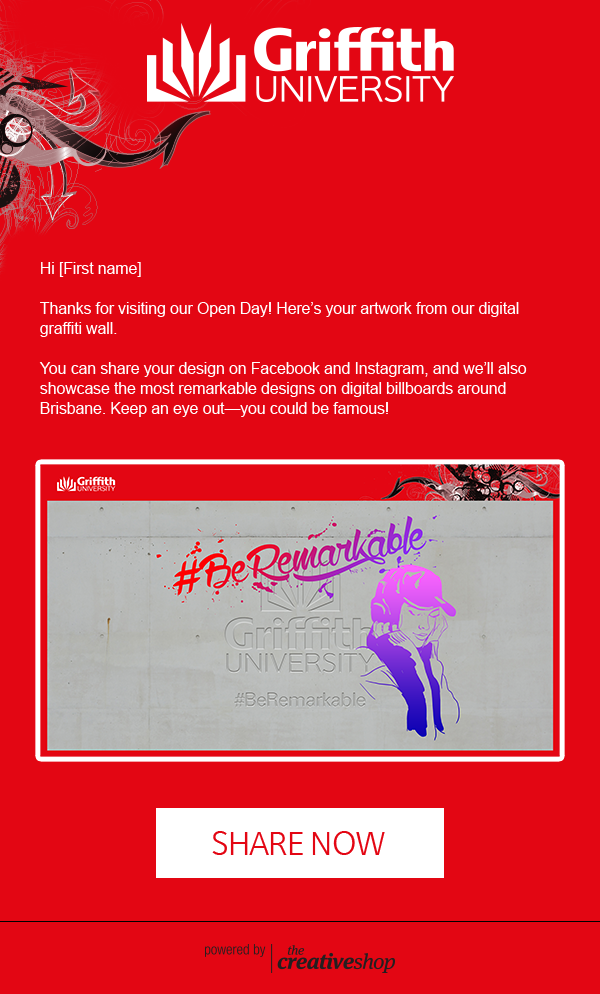 Griffith
UNIVERSITY
Hi [First name]
Thanks for visiting our Open Day! Here’s your artwork from our digital
graffiti wall.
You can share your design on Facebook and Instagram, and we’ll also
showcase the most remarkable designs on digital billboards around
Brisbane. Keep an eye out—you could be famous!
Griffith
UNIVERSITY
#BeRemarkable
Griffith
UNIVERSITY
#BeRemarkable
SHARE NOW
powered by
the
creativeshop